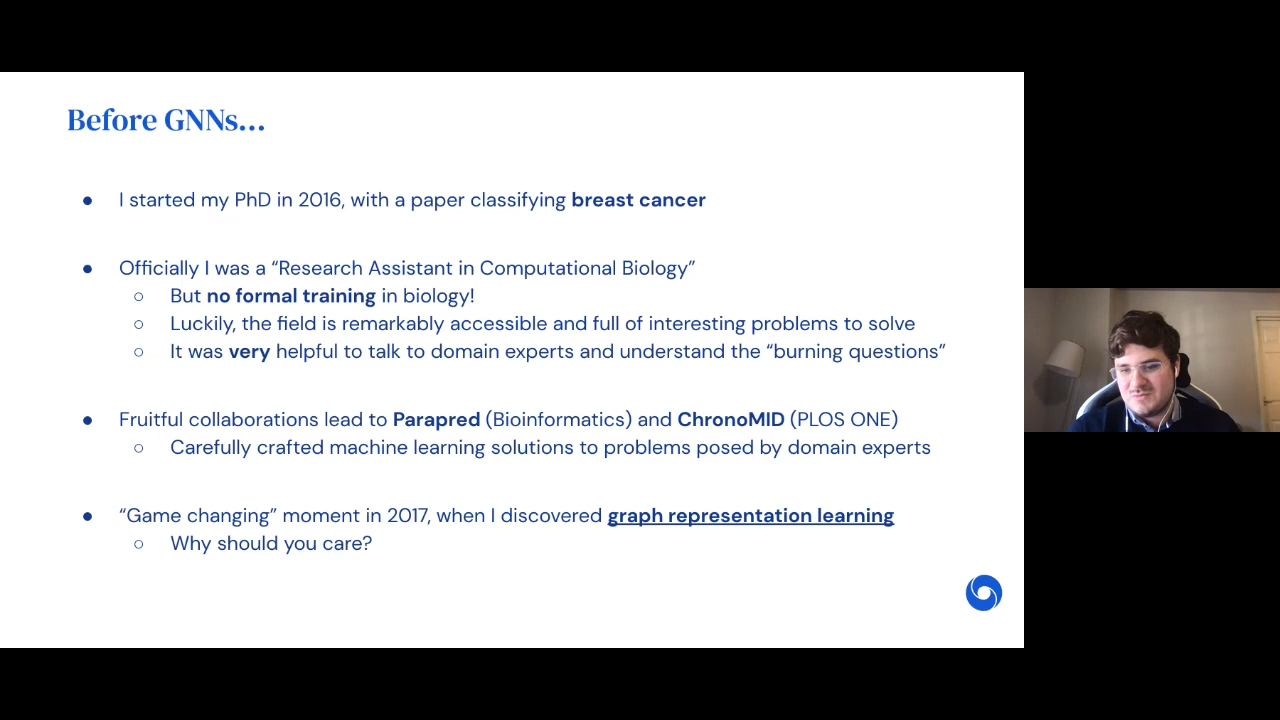 Before GNNs...
● I started my PhD in 2016, with a paper classifying breast cancer
● Officially I was a “Research Assistant in Computational Biology”
○ But no formal training in biology!
○ Luckily, the field is remarkably accessible and full of interesting problems to solve
○ It was very helpful to talk to domain experts and understand the “burning questions”
● Fruitful collaborations lead to Parapred (Bioinformatics) and ChronoMID (PLOS ONE)
○ Carefully crafted machine learning solutions to problems posed by domain experts
● “Game changing” moment in 2017, when I discovered graph representation learning
○ Why should you care?